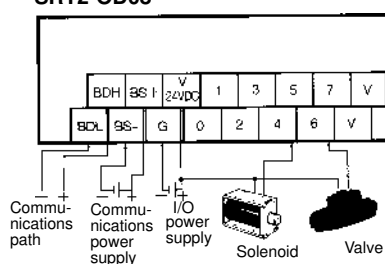 SRT2-OD08
BDH BS+ V 24VDC 1 3 5 7 V
BDL BS- G 0 2 4 6 V
− + − + − +
Commu-
nications
path
Commu-
nications
power
supply
I/O
power
supply
Solenoid
Valve